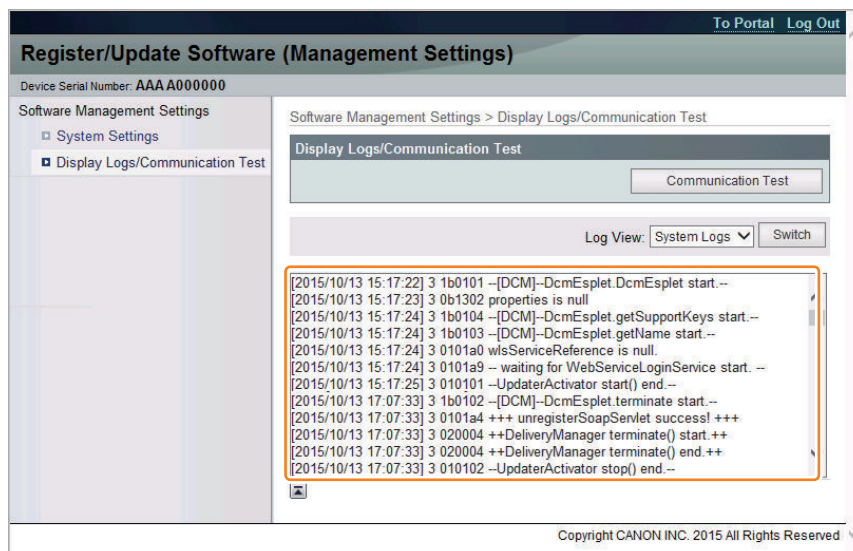 To Portal Log Out
Register/Update Software (Management Settings)
Device Serial Number: AAAA000000
Software Management Settings
System Settings
Display Logs/Communication Test
Software Management Settings > Display Logs/Communication Test
Display Logs/Communication Test
Communication Test
Log View: System Logs Switch
[2015/10/13 15:17:22] 3 1b0101 --[DCM]--DcmEsplet.DcmEsplet start.--
[2015/10/13 15:17:23] 3 0b1302 properties is null
[2015/10/13 15:17:24] 3 1b0104 --[DCM]--DcmEsplet.getSupportKeys start.--
[2015/10/13 15:17:24] 3 1b0103 --[DCM]--DcmEsplet.getName start.--
[2015/10/13 15:17:24] 3 0101a0 wlsServiceReference is null.
[2015/10/13 15:17:24] 3 0101a9 -- waiting for WebServiceLoginService start. --
[2015/10/13 15:17:25] 3 010101 --UpdaterActivator start() end.--
[2015/10/13 17:07:33] 3 1b0102 --[DCM]--DcmEsplet.terminate start.--
[2015/10/13 17:07:33] 3 0101a4 +++ unregisterSoapServlet success! +++
[2015/10/13 17:07:33] 3 020004 ++DeliveryManager terminate() start.++
[2015/10/13 17:07:33] 3 020004 ++DeliveryManager terminate() end.++
[2015/10/13 17:07:33] 3 010102 --UpdaterActivator stop() end.--
Copyright CANON INC. 2015 All Rights Reserved